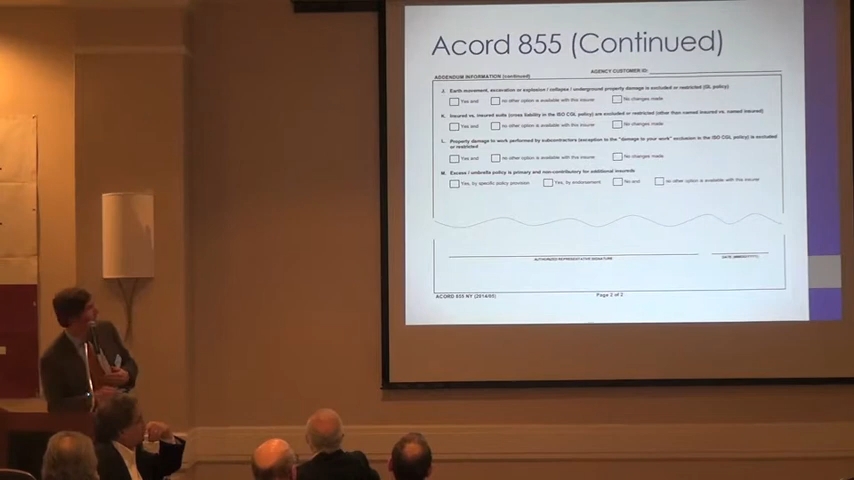 Acord 855 (Continued)
AGENCY CUSTOMER ID:
ADDENDUM INFORMATION (continued)
J. Earth movement, excavation or explosion / collapse / underground property damage is excluded or restricted (GL policy)
Yes and no other option is available with this insurer No changes made
K. Insured vs. insured suits (cross liability in the ISO CGL policy) are excluded or restricted (other than named insured vs. named insured)
Yes and no other option is available with this insurer No changes made
L. Property damage to work performed by subcontractors (exception to the "damage to your work" exclusion in the ISO CGL policy) is excluded
or restricted
Yes and no other option is available with this insurer No changes made
M. Excess / umbrella policy is primary and non-contributory for additional insureds
Yes, by specific policy provision Yes, by endorsement No and no other option is available with this insurer
AUTHORIZED REPRESENTATIVE SIGNATURE DATE (MM/DD/YYYY)
ACORD 855 NY (2014/05) Page 2 of 2